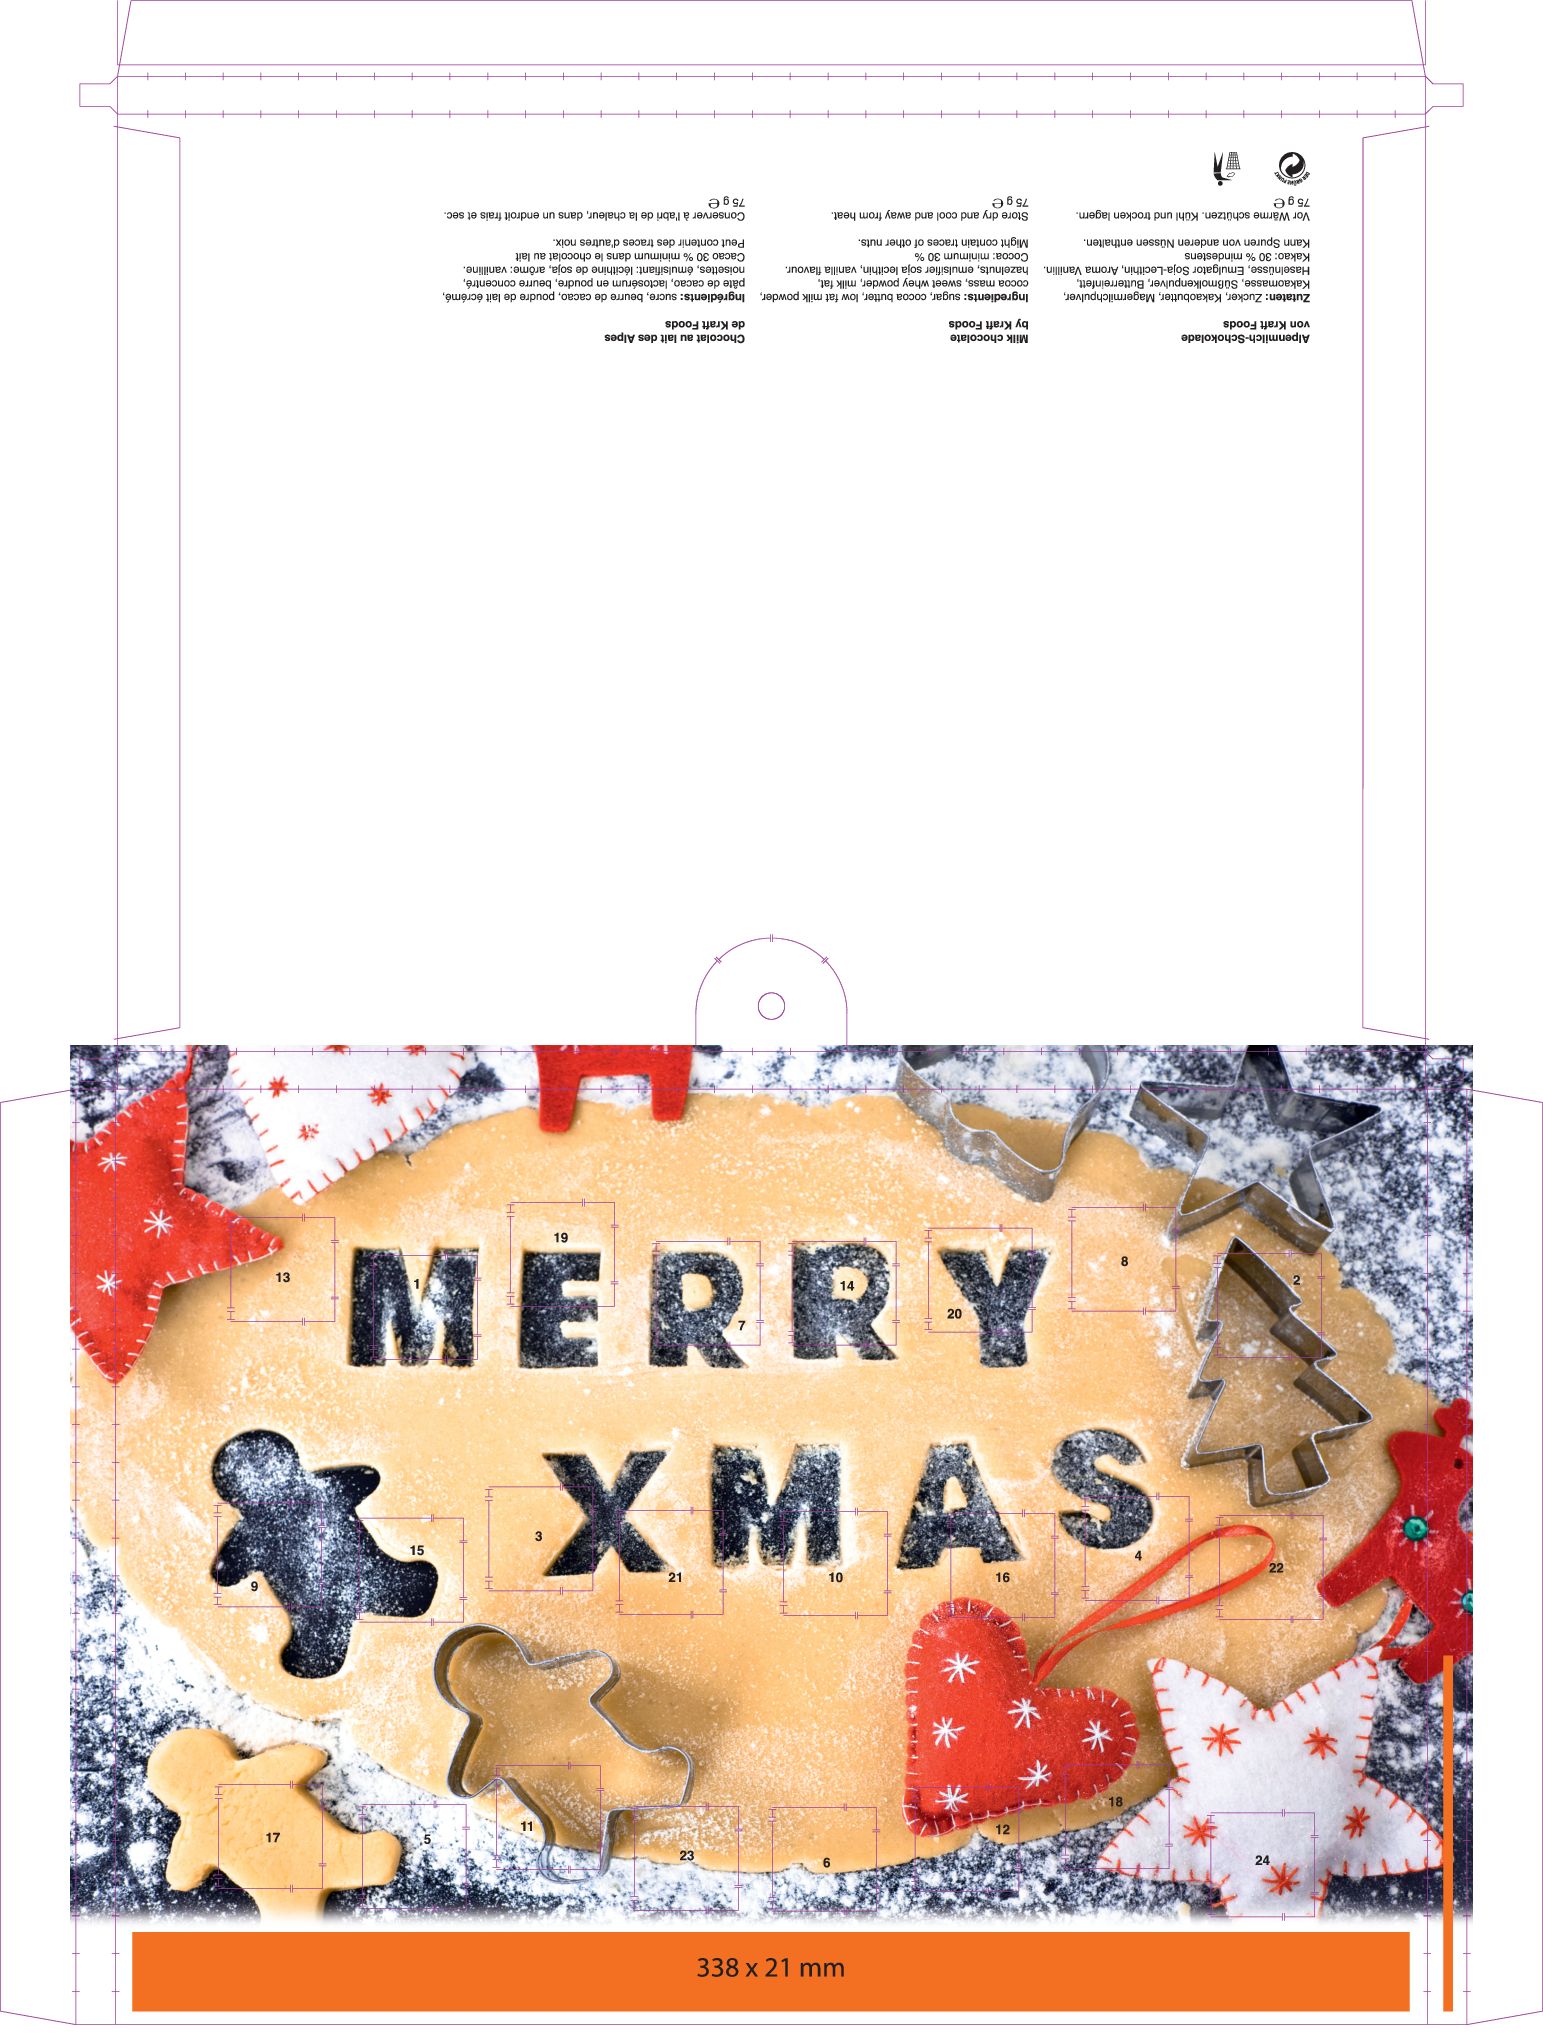 Alpenmilch-Schokolade
von Kraft Foods
Zutaten: Zucker, Kakaobutter, Magermilchpulver,
Kakaomasse, Süßmolkenpulver, Butterreinfett,
Haselnüsse, Emulgator Soja-Lecithin, Aroma Vanillin.
Kakao: 30 % mindestens
Kann Spuren von anderen Nüssen enthalten.
Vor Wärme schützen. Kühl und trocken lagern.
75 g ℮
DER GRÜNE PUNKT
Milk chocolate
by Kraft Foods
Ingredients: sugar, cocoa butter, low fat milk powder,
cocoa mass, sweet whey powder, milk fat,
hazelnuts, emulsifier soja lecithin, vanilla flavour.
Cocoa: minimum 30 %
Might contain traces of other nuts.
Store dry and cool and away from heat.
75 g ℮
Chocolat au lait des Alpes
de Kraft Foods
Ingrédients: sucre, beurre de cacao, poudre de lait écrémé,
pâte de cacao, lactosérum en poudre, beurre concentré,
noisettes, émulsifiant: lécithine de soja, arôme: vanilline.
Cacao 30 % minimum dans le chocolat au lait
Peut contenir des traces d'autres noix.
Conserver à l'abri de la chaleur, dans un endroit frais et sec.
75 g ℮
MERRY
XMAS
13
1
19
7
14
20
8
2
9
15
3
21
10
16
4
22
17
5
11
23
6
12
18
24
338 x 21 mm